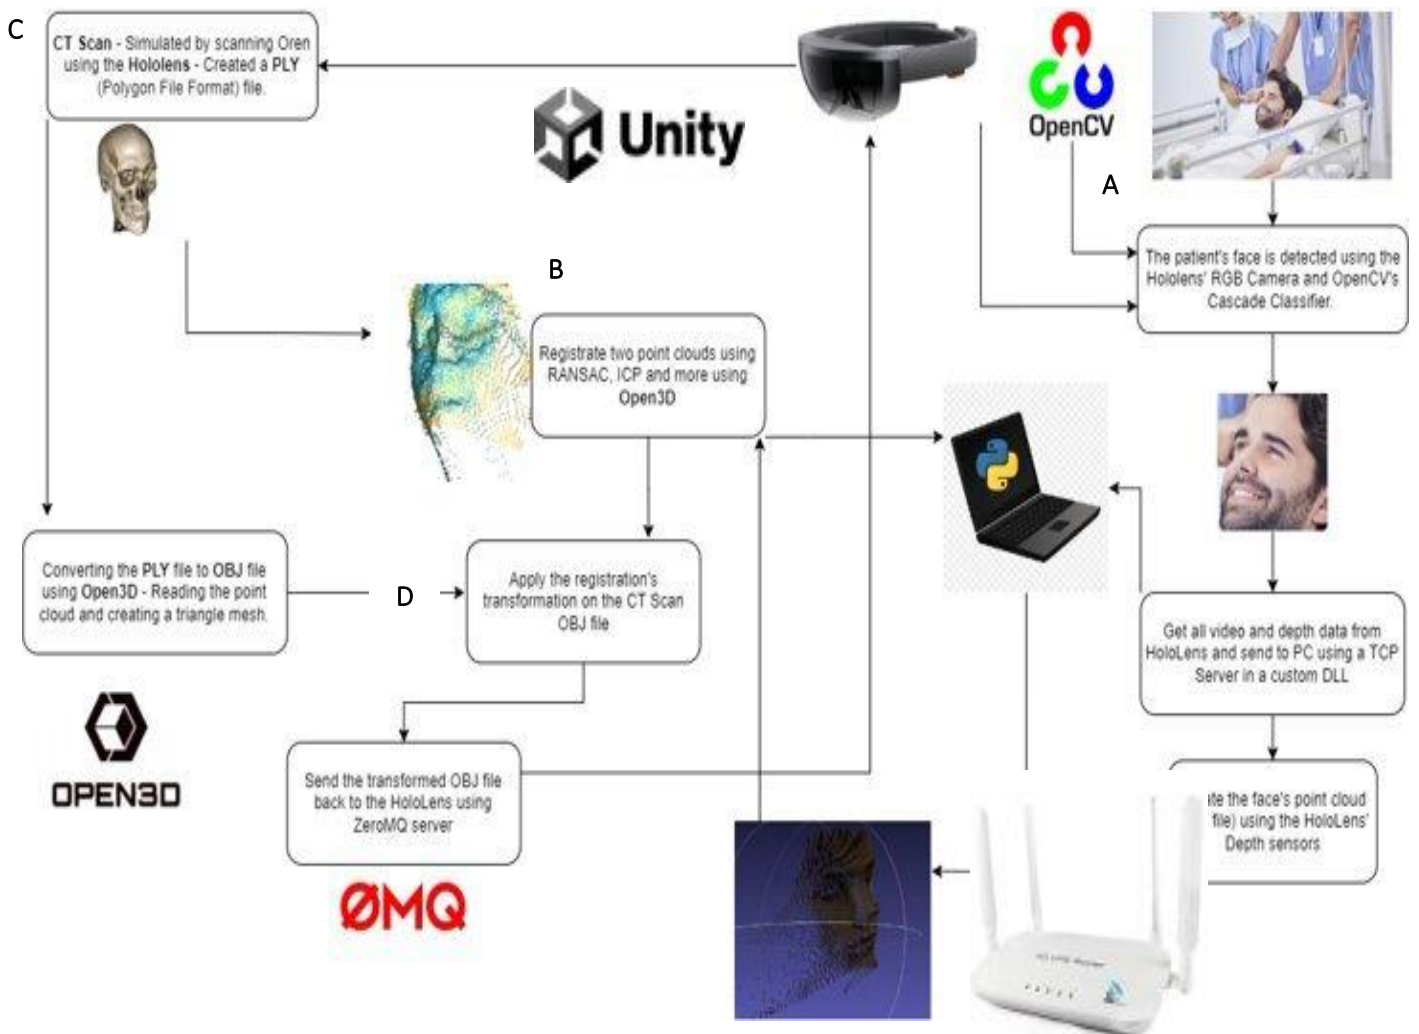 C
CT Scan - Simulated by scanning Oren
using the Hololens - Created a PLY
(Polygon File Format) file.
Unity
OpenCV
A
The patient's face is detected using the
Hololens' RGB Camera and OpenCV's
Cascade Classifier.
B
Registrate two point clouds using
RANSAC, ICP and more using
Open3D
Converting the PLY file to OBJ file
using Open3D - Reading the point
cloud and creating a triangle mesh.
D
Apply the registration's
transformation on the CT Scan
OBJ file
Get all video and depth data from
HoloLens and send to PC using a TCP
Server in a custom DLL
OPEN3D
Send the transformed OBJ file
back to the HoloLens using
ZeroMQ server
ØMQ
the face's point cloud
file) using the HoloLens'
Depth sensors